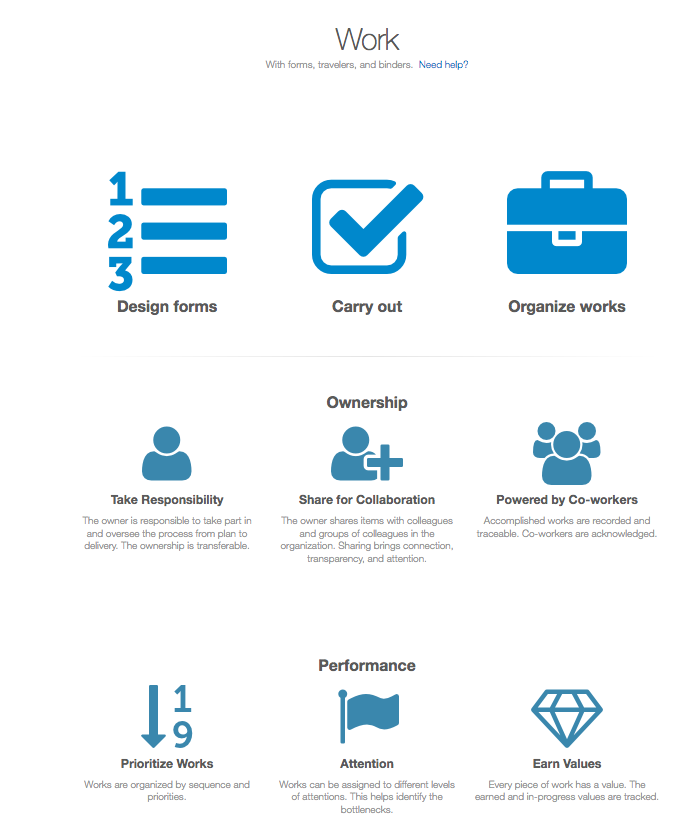 Work
With forms, travelers, and binders. Need help?
1
2
3
Design forms
Carry out
Organize works
Ownership
Take Responsibility
The owner is responsible to take part in
and oversee the process from plan to
delivery. The ownership is transferable.
Share for Collaboration
The owner shares items with colleagues
and groups of colleagues in the
organization. Sharing brings connection,
transparency, and attention.
Powered by Co-workers
Accomplished works are recorded and
traceable. Co-workers are acknowledged.
Performance
1
9
Prioritize Works
Works are organized by sequence and
priorities.
Attention
Works can be assigned to different levels
of attentions. This helps identify the
bottlenecks.
Earn Values
Every piece of work has a value. The
earned and in-progress values are tracked.